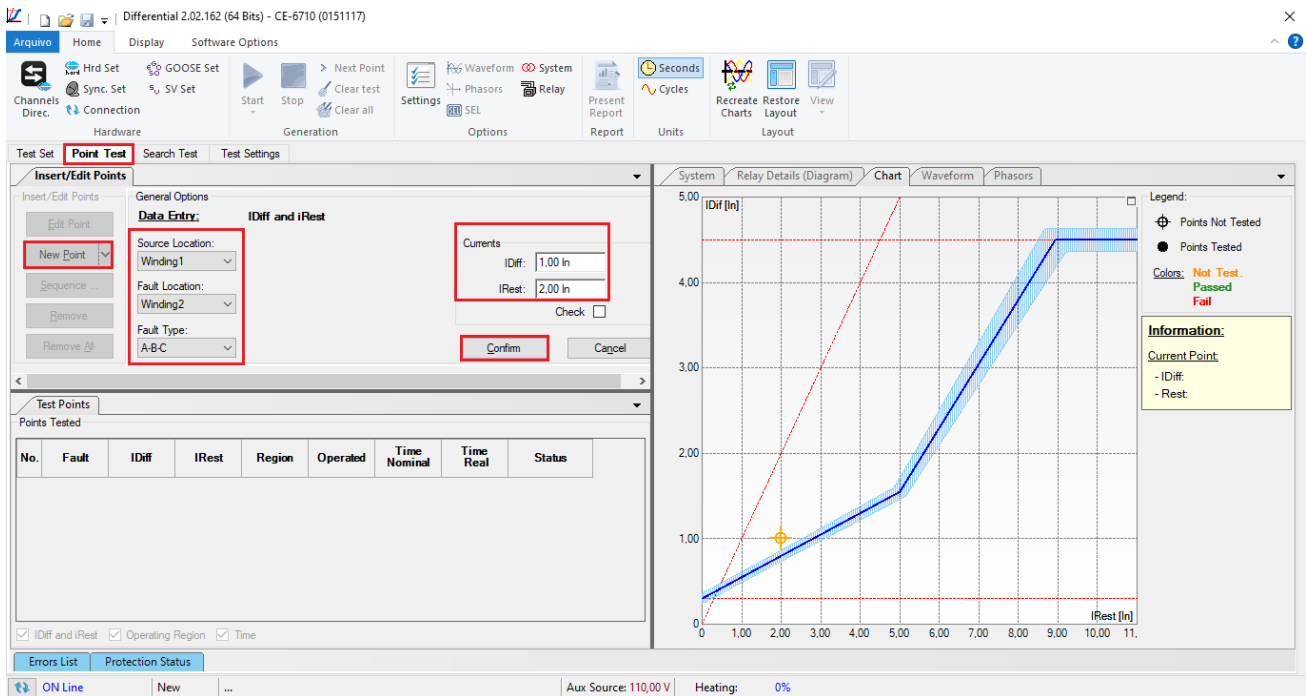 Differential 2.02.162 (64 Bits) - CE-6710 (0151117)
Arquivo Home Display Software Options
Channels Direc.
Hrd Set
Sync. Set
Connection
GOOSE Set
SV Set
Hardware
Start
Stop
Next Point
Clear test
Clear all
Generation
Settings
Waveform
Phasors
SEL
System
Relay
Options
Present Report
Report
Seconds
Cycles
Units
Recreate Charts
Restore Layout
View
Layout
Test Set Point Test Search Test Test Settings
Insert/Edit Points
Insert/Edit Points
Edit Point
New Point
Sequence ...
Remove
Remove All
General Options
Data Entry: IDiff and iRest
Source Location:
Winding1
Fault Location:
Winding2
Fault Type:
A-B-C
Currents
IDiff: 1,00 In
IRest: 2,00 In
Check
Confirm Cancel
Test Points
Points Tested
No. Fault IDiff IRest Region Operated Time Nominal Time Real Status
IDiff and iRest Operating Region Time
Errors List Protection Status
System Relay Details (Diagram) Chart Waveform Phasors
IDif [In]
5,00
4,00
3,00
2,00
1,00
0
0 1,00 2,00 3,00 4,00 5,00 6,00 7,00 8,00 9,00 10,00 11,
IRest [In]
Legend:
Points Not Tested
Points Tested
Colors: Not Test.
Passed
Fail
Information:
Current Point:
- IDiff:
- Rest:
ON Line New ... Aux Source: 110,00 V Heating: 0%